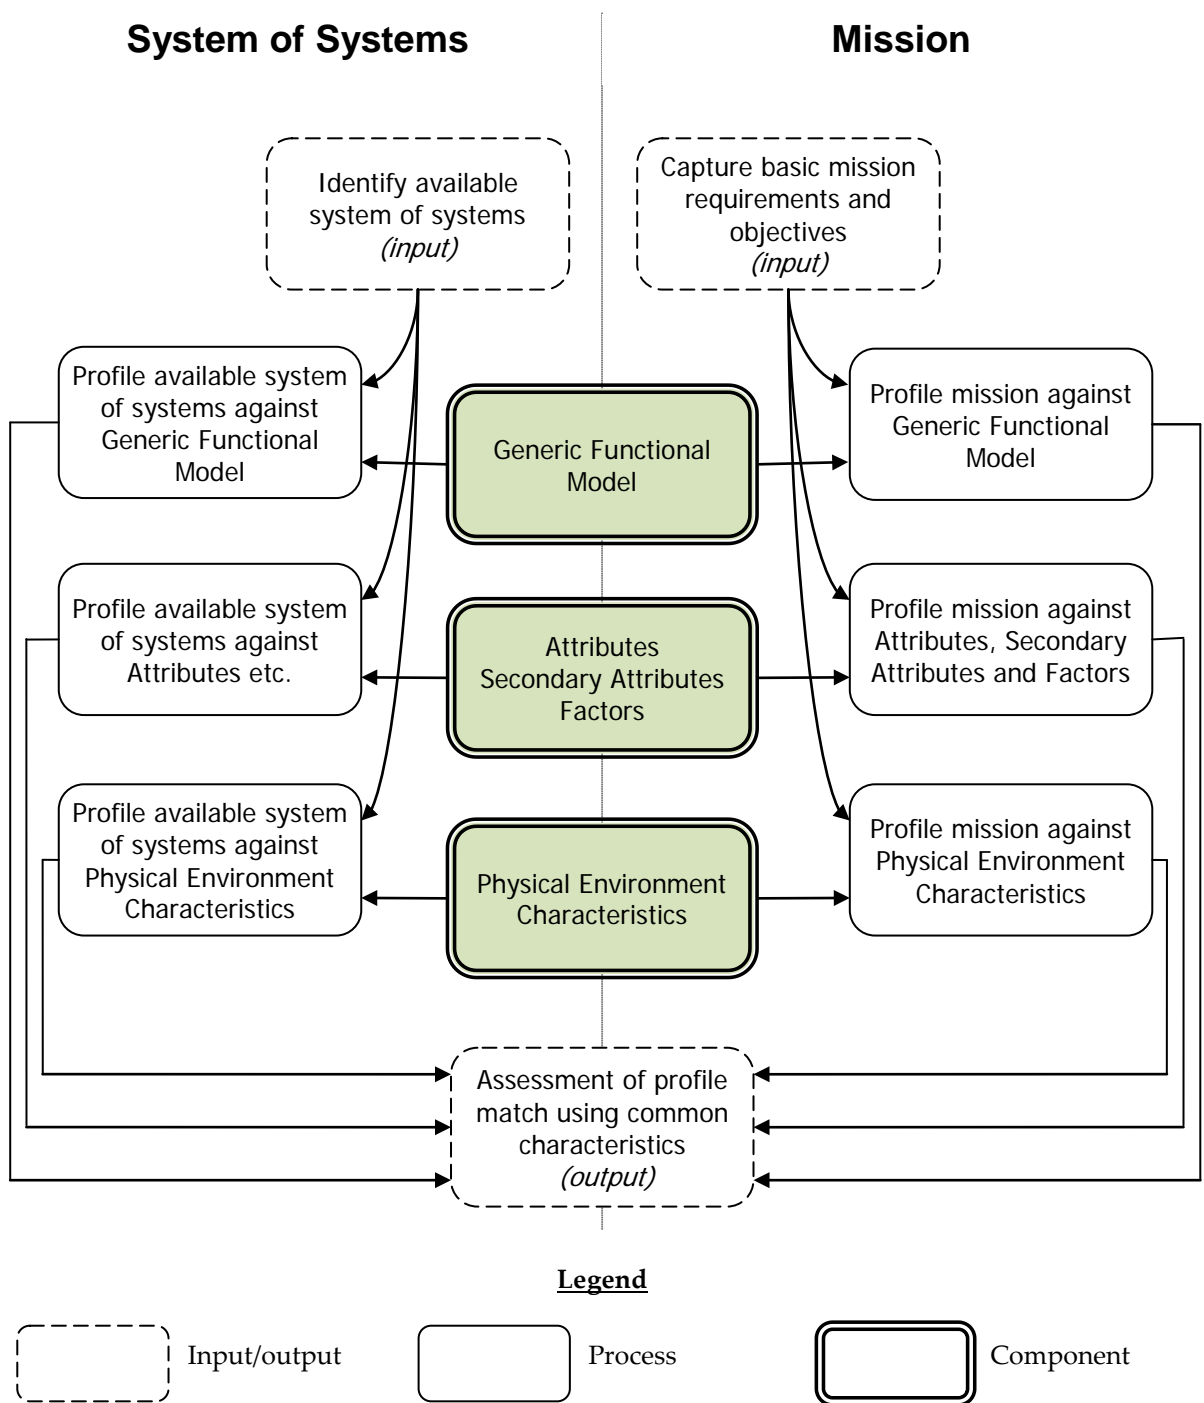 System of Systems
Mission
Identify available
system of systems
(input)
Capture basic mission
requirements and
objectives
(input)
Profile available system
of systems against
Generic Functional
Model
Generic Functional
Model
Profile mission against
Generic Functional
Model
Profile available system
of systems against
Attributes etc.
Attributes
Secondary Attributes
Factors
Profile mission against
Attributes, Secondary
Attributes and Factors
Profile available system
of systems against
Physical Environment
Characteristics
Physical Environment
Characteristics
Profile mission against
Physical Environment
Characteristics
Assessment of profile
match using common
characteristics
(output)
Legend
Input/output
Process
Component